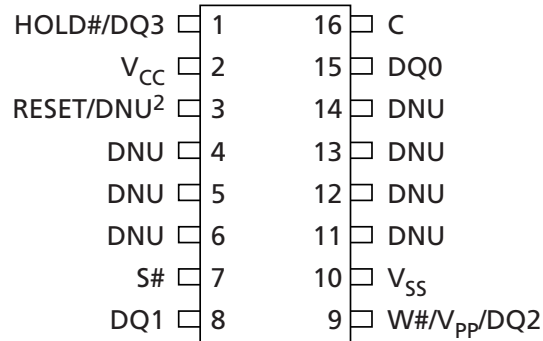 HOLD#/DQ3 1 16 C
VCC 2 15 DQ0
RESET/DNU2 3 14 DNU
DNU 4 13 DNU
DNU 5 12 DNU
DNU 6 11 DNU
S# 7 10 VSS
DQ1 8 9 W#/VPP/DQ2